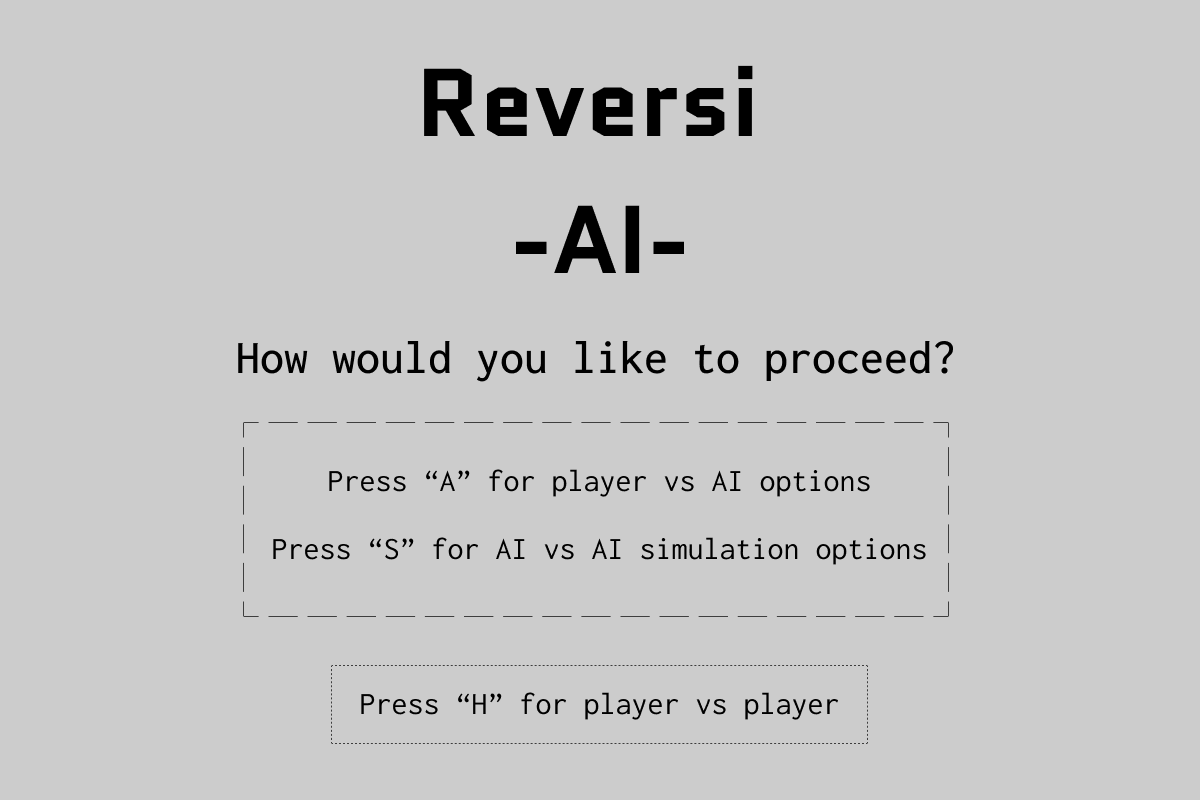 Reversi
-AI-
How would you like to proceed?
Press “A” for player vs AI options
Press “S” for AI vs AI simulation options
Press “H” for player vs player